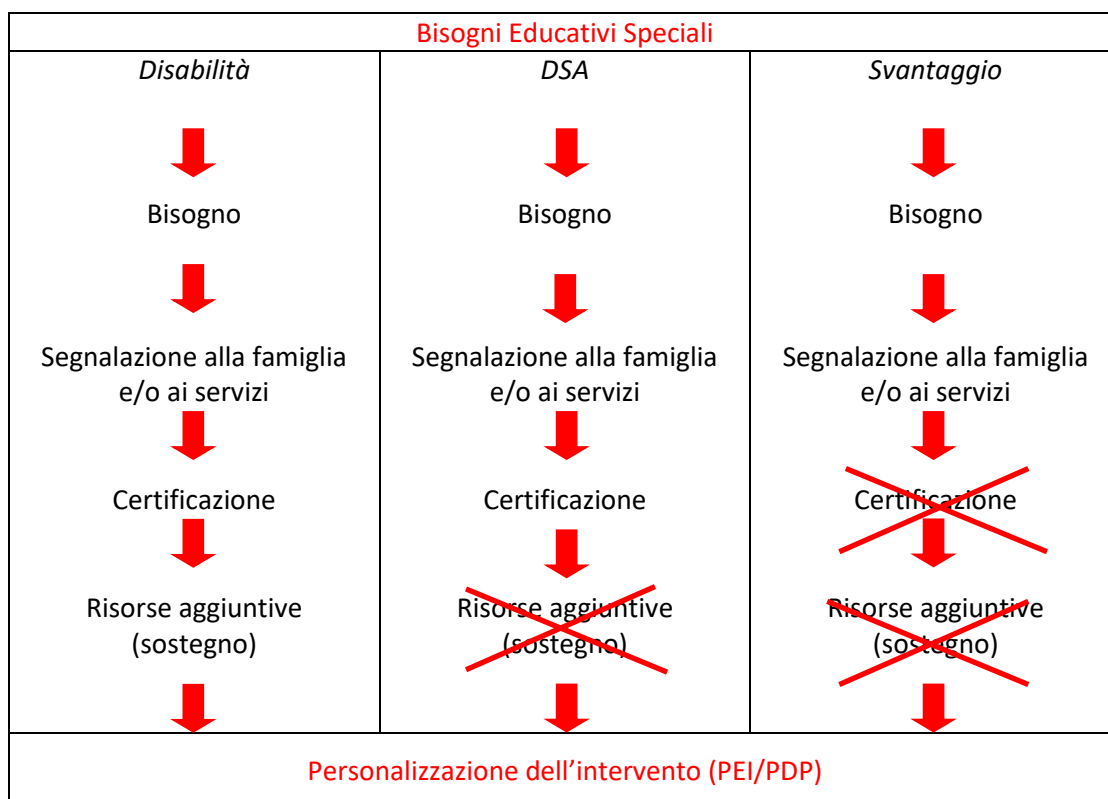 Bisogni Educativi Speciali
Disabilità
Bisogno
Segnalazione alla famiglia
e/o ai servizi
Certificazione
Risorse aggiuntive
(sostegno)
DSA
Bisogno
Segnalazione alla famiglia
e/o ai servizi
Certificazione
Risorse aggiuntive
(sostegno)
Svantaggio
Bisogno
Segnalazione alla famiglia
e/o ai servizi
Certificazione
Risorse aggiuntive
(sostegno)
Personalizzazione dell’intervento (PEI/PDP)